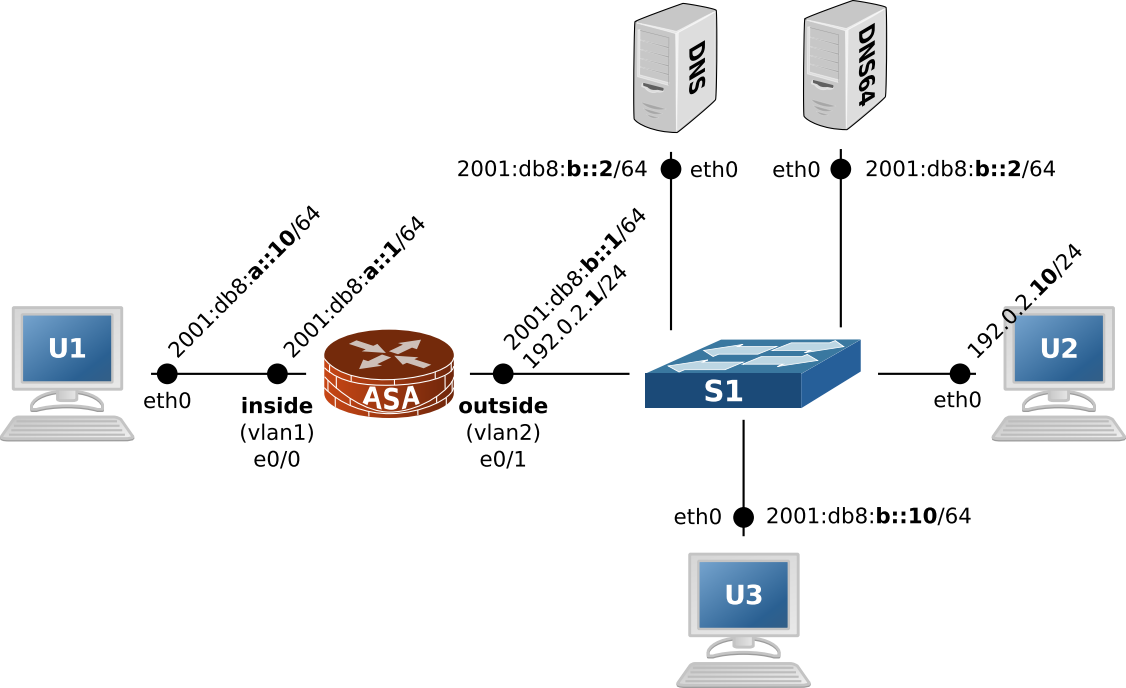 DNS
DNS64
2001:db8:b::2/64
eth0
eth0
2001:db8:b::2/64
2001:db8:a::10/64
2001:db8:a::1/64
2001:db8:b::1/64
192.0.2.1/24
192.0.2.10/24
U1
ASA
S1
U2
eth0
inside
(vlan1)
e0/0
outside
(vlan2)
e0/1
eth0
eth0
2001:db8:b::10/64
U3